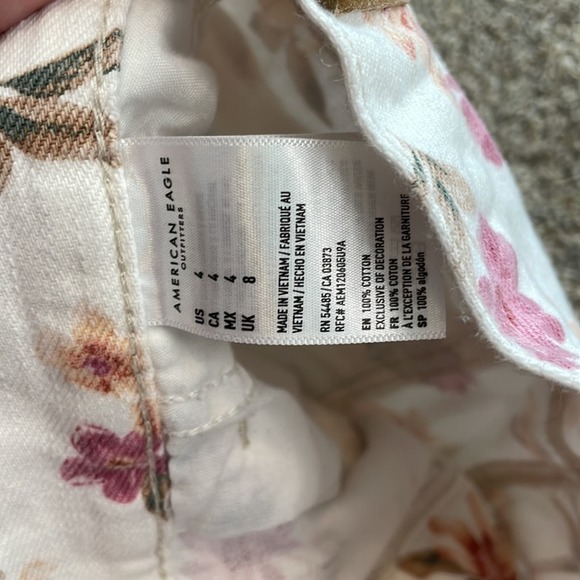 AMERICAN EAGLE
OUTFITTERS
US 4
CA 4
MX 4
UK 8
MADE IN VIETNAM / FABRIQUÉ AU
VIETNAM / HECHO EN VIETNAM
RN 54485 / CA 03873
RFC# AEM120605U9A
EN 100% COTTON
EXCLUSIVE OF DECORATION
FR 100% COTON
À L'EXCEPTION DE LA GARNITURE
SP 100% algodón